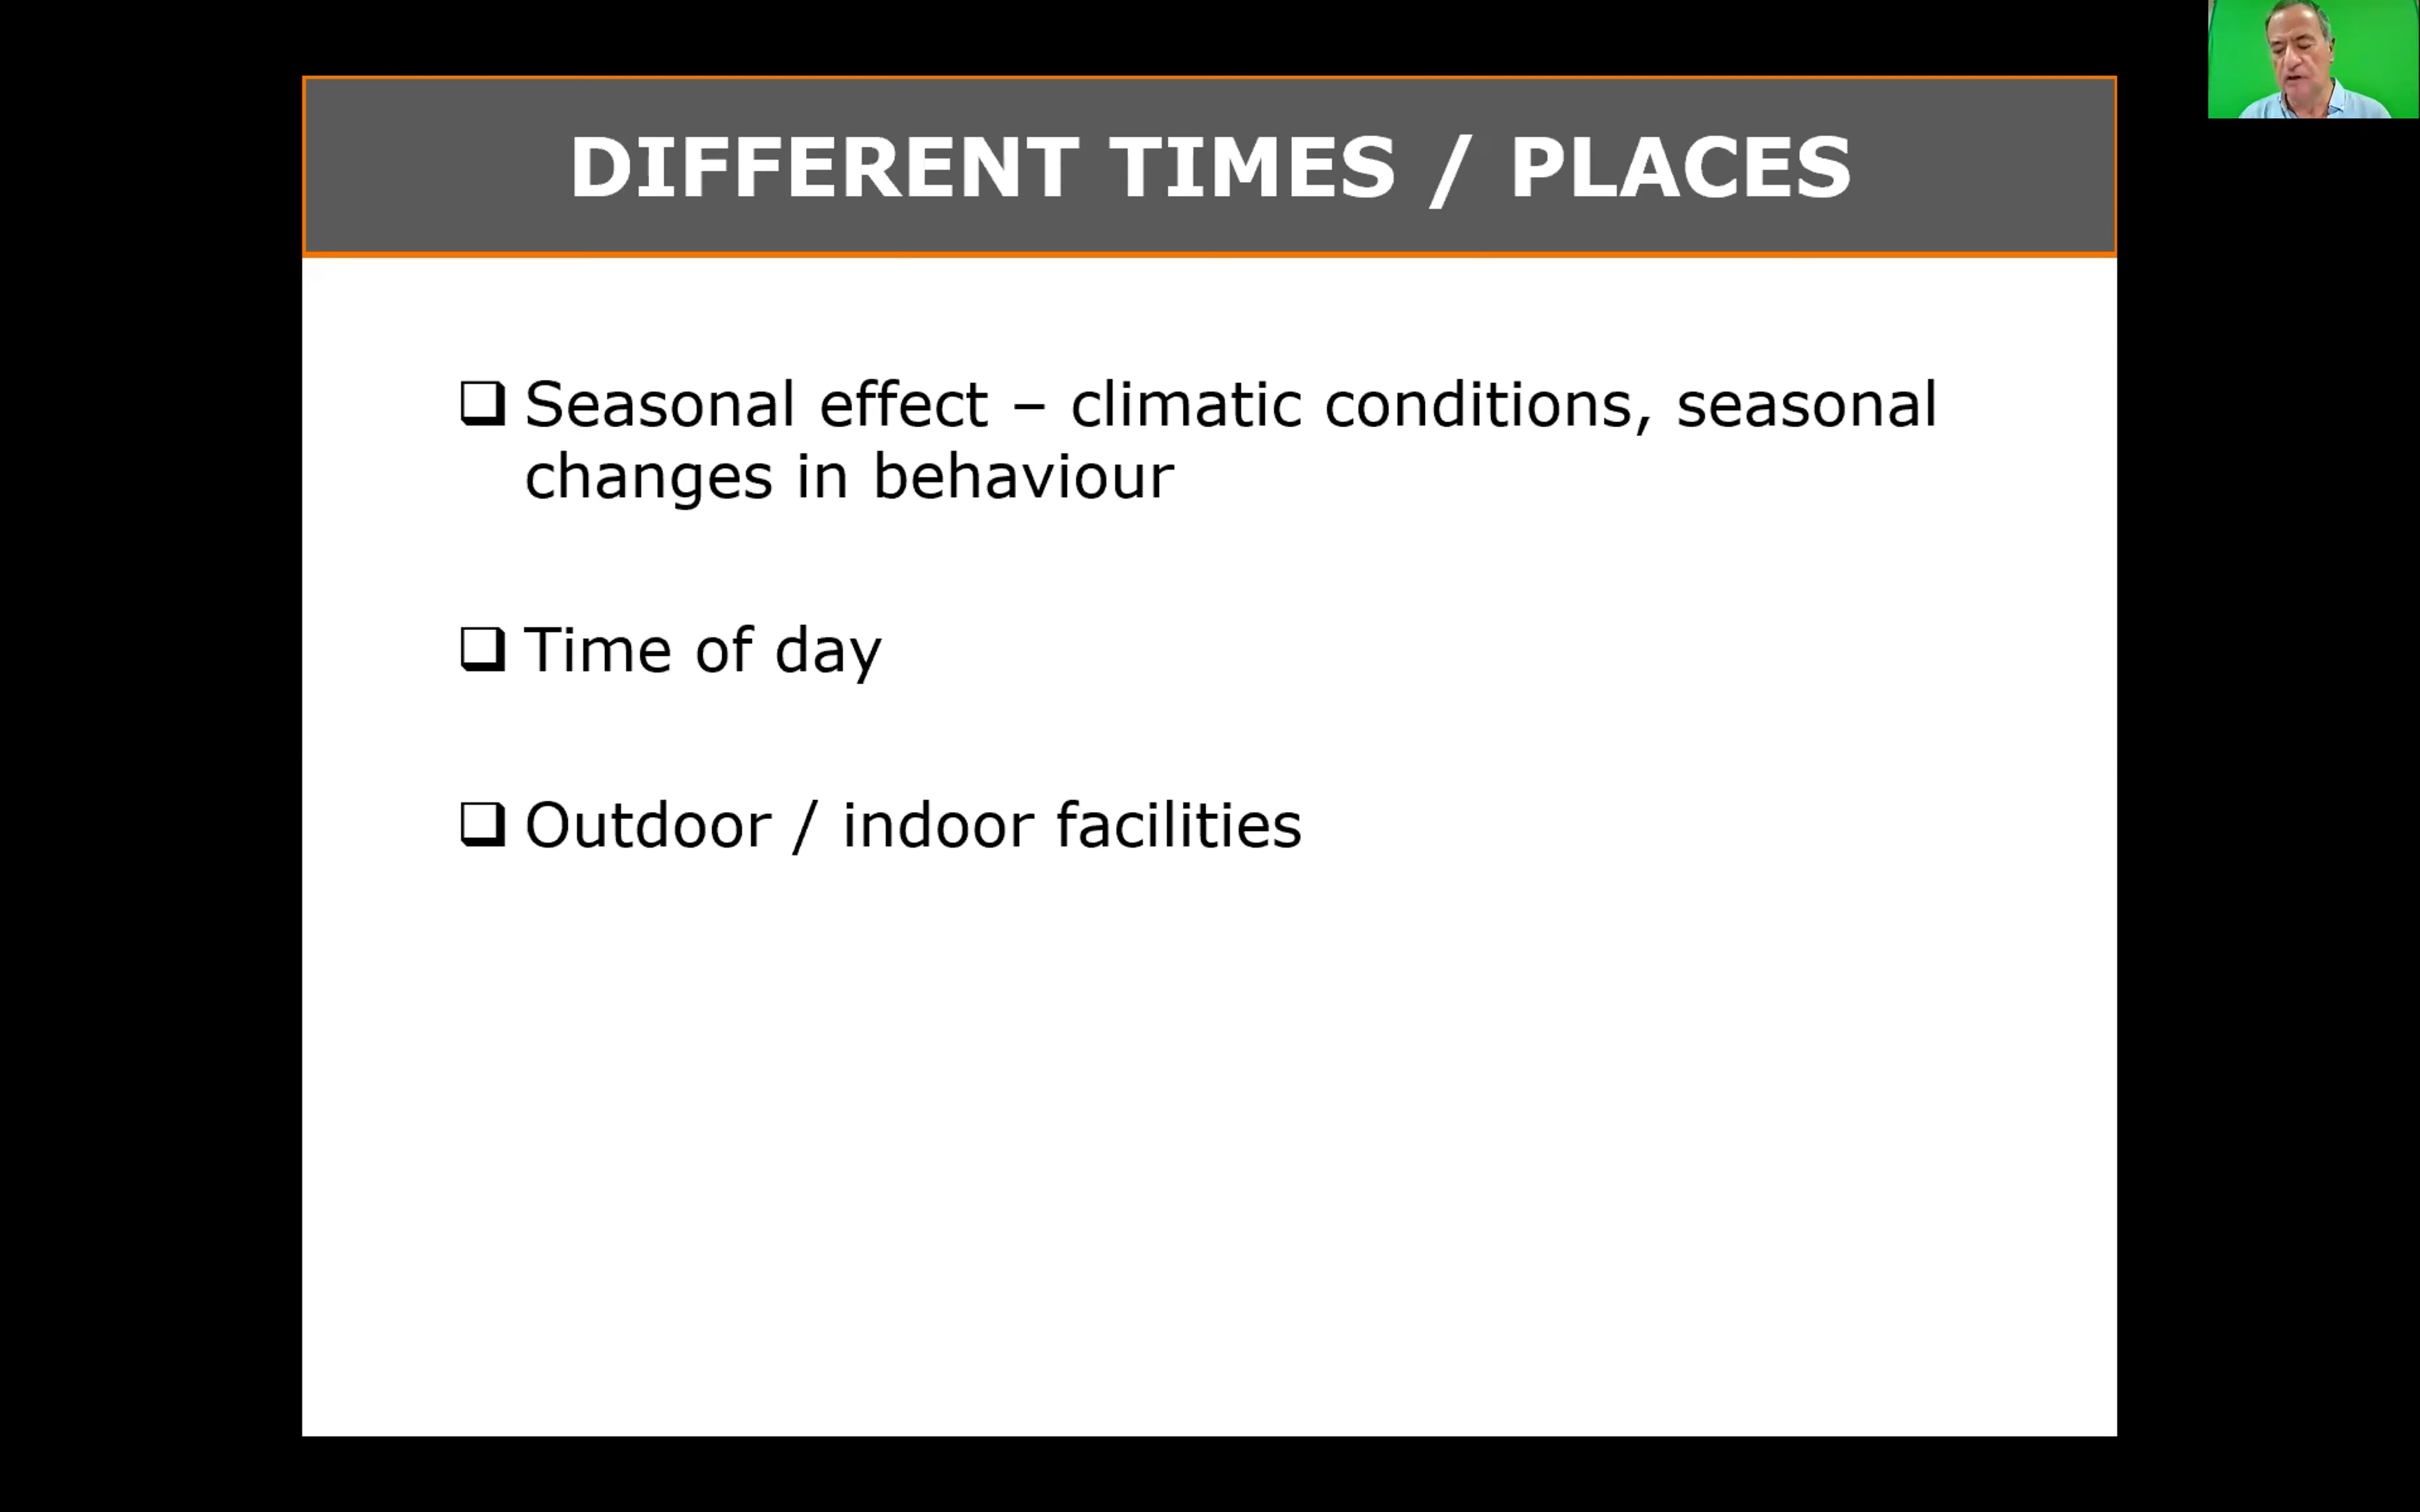 DIFFERENT TIMES / PLACES
Seasonal effect – climatic conditions, seasonal
changes in behaviour
Time of day
Outdoor / indoor facilities